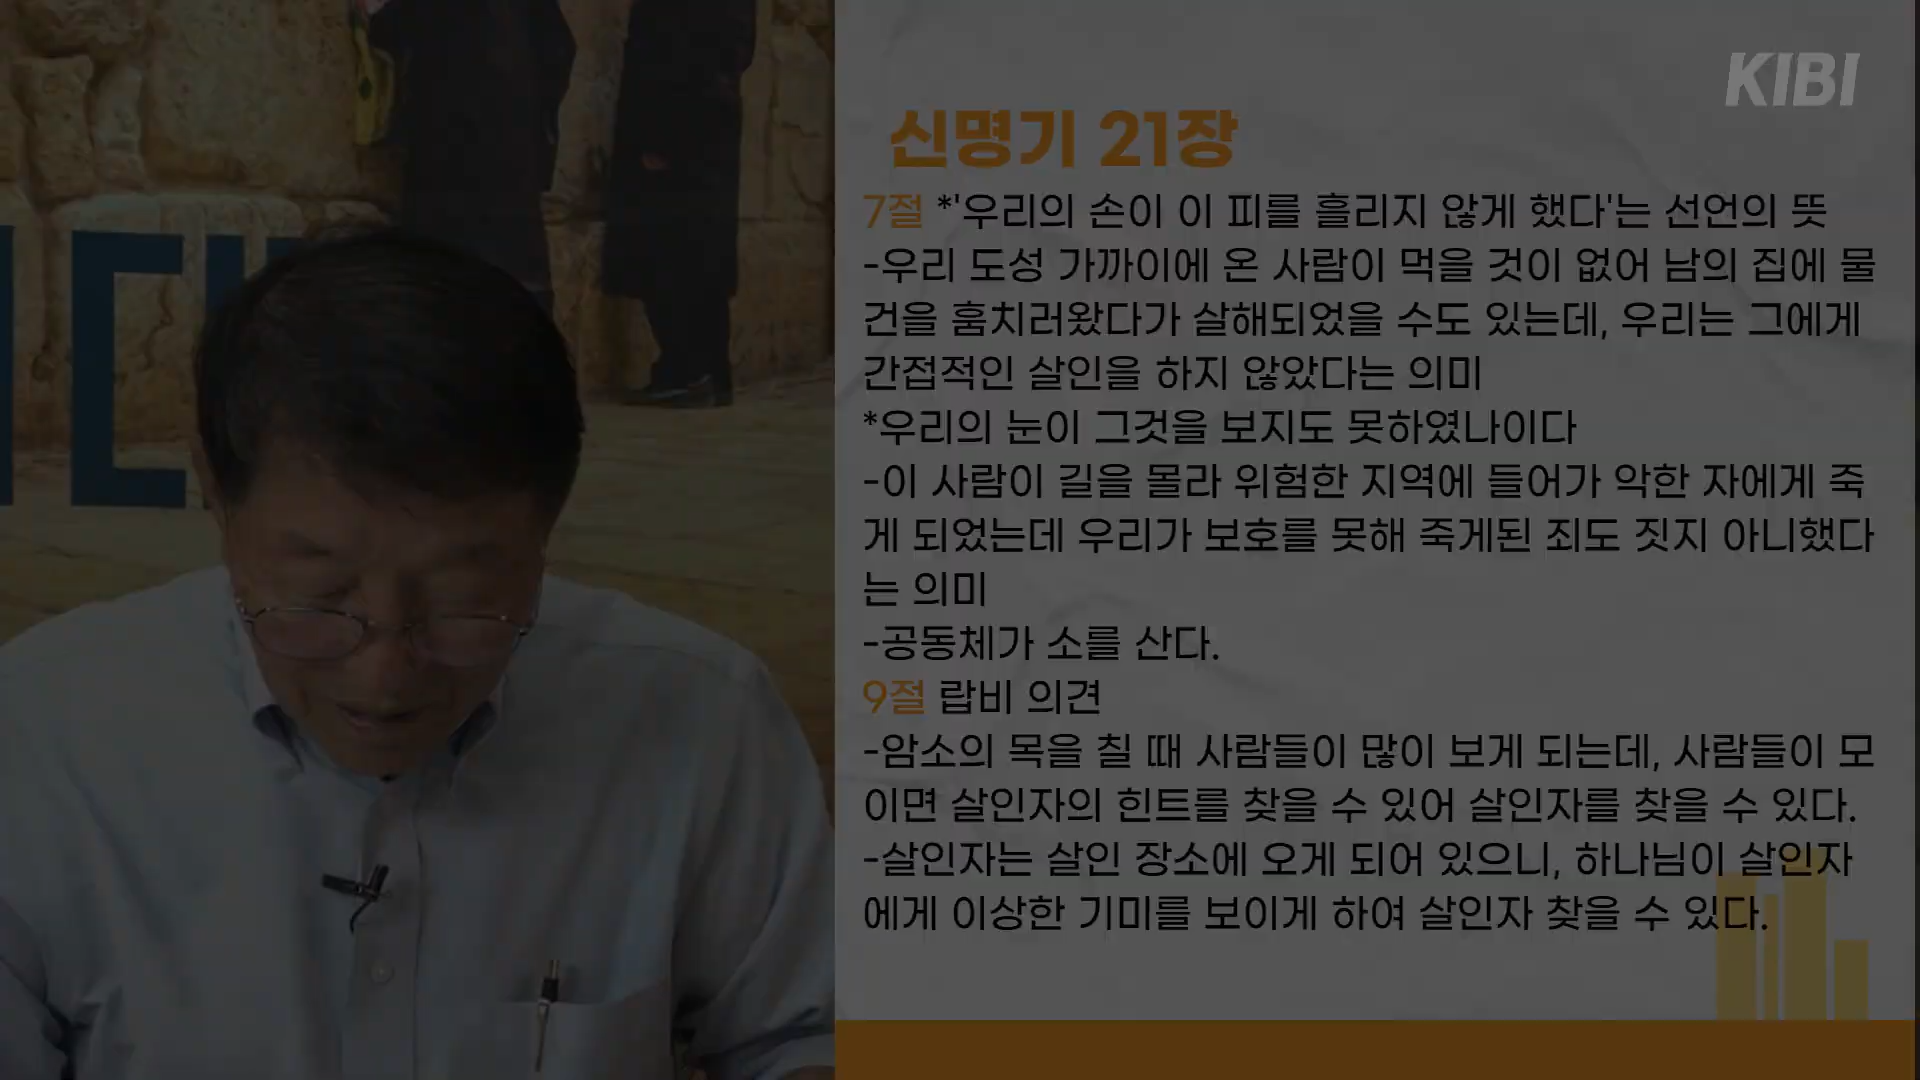 KIBI
신명기 21장
7절 *'우리의 손이 이 피를 흘리지 않게 했다'는 선언의 뜻
-우리 도성 가까이에 온 사람이 먹을 것이 없어 남의 집에 물
건을 훔치러왔다가 살해되었을 수도 있는데, 우리는 그에게
간접적인 살인을 하지 않았다는 의미
*우리의 눈이 그것을 보지도 못하였나이다
-이 사람이 길을 몰라 위험한 지역에 들어가 악한 자에게 죽
게 되었는데 우리가 보호를 못해 죽게된 죄도 짓지 아니했다
는 의미
-공동체가 소를 산다.
9절 랍비 의견
-암소의 목을 칠 때 사람들이 많이 보게 되는데, 사람들이 모
이면 살인자의 힌트를 찾을 수 있어 살인자를 찾을 수 있다.
-살인자는 살인 장소에 오게 되어 있으니, 하나님이 살인자
에게 이상한 기미를 보이게 하여 살인자 찾을 수 있다.